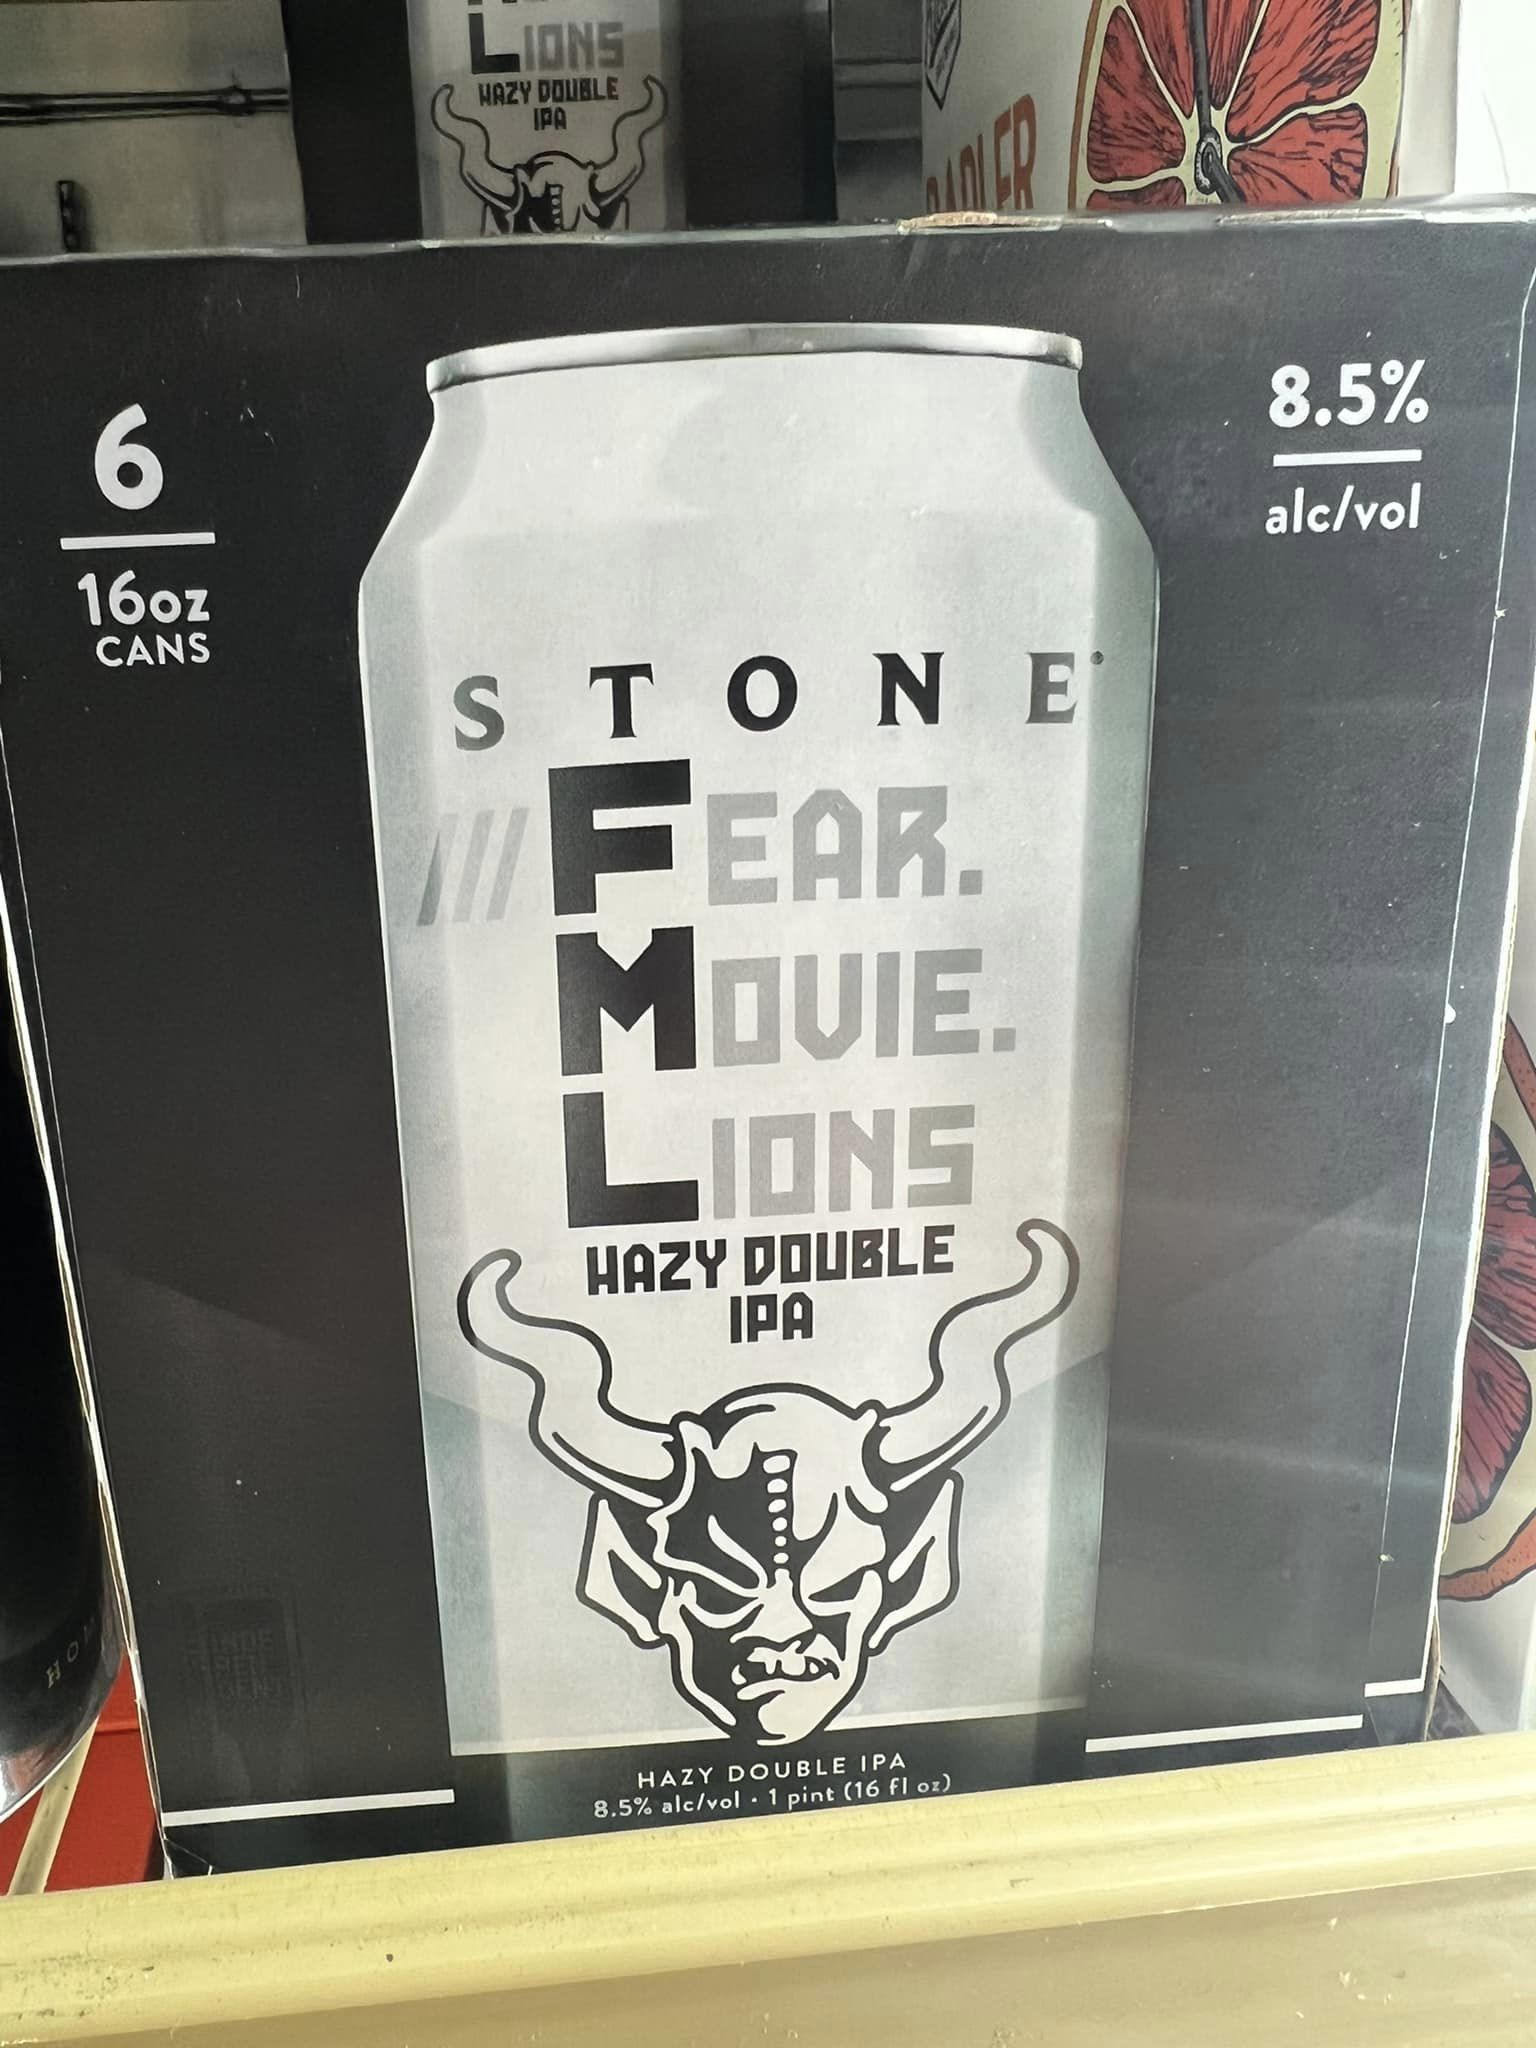 LIONS
HAZY DOUBLE
IPA
RADLER
6
16oz
CANS
8.5%
alc/vol
STONE
///FEAR.
MOVIE.
LIONS
HAZY DOUBLE
IPA
HAZY DOUBLE IPA
8.5% alc/vol • 1 pint (16 fl oz)